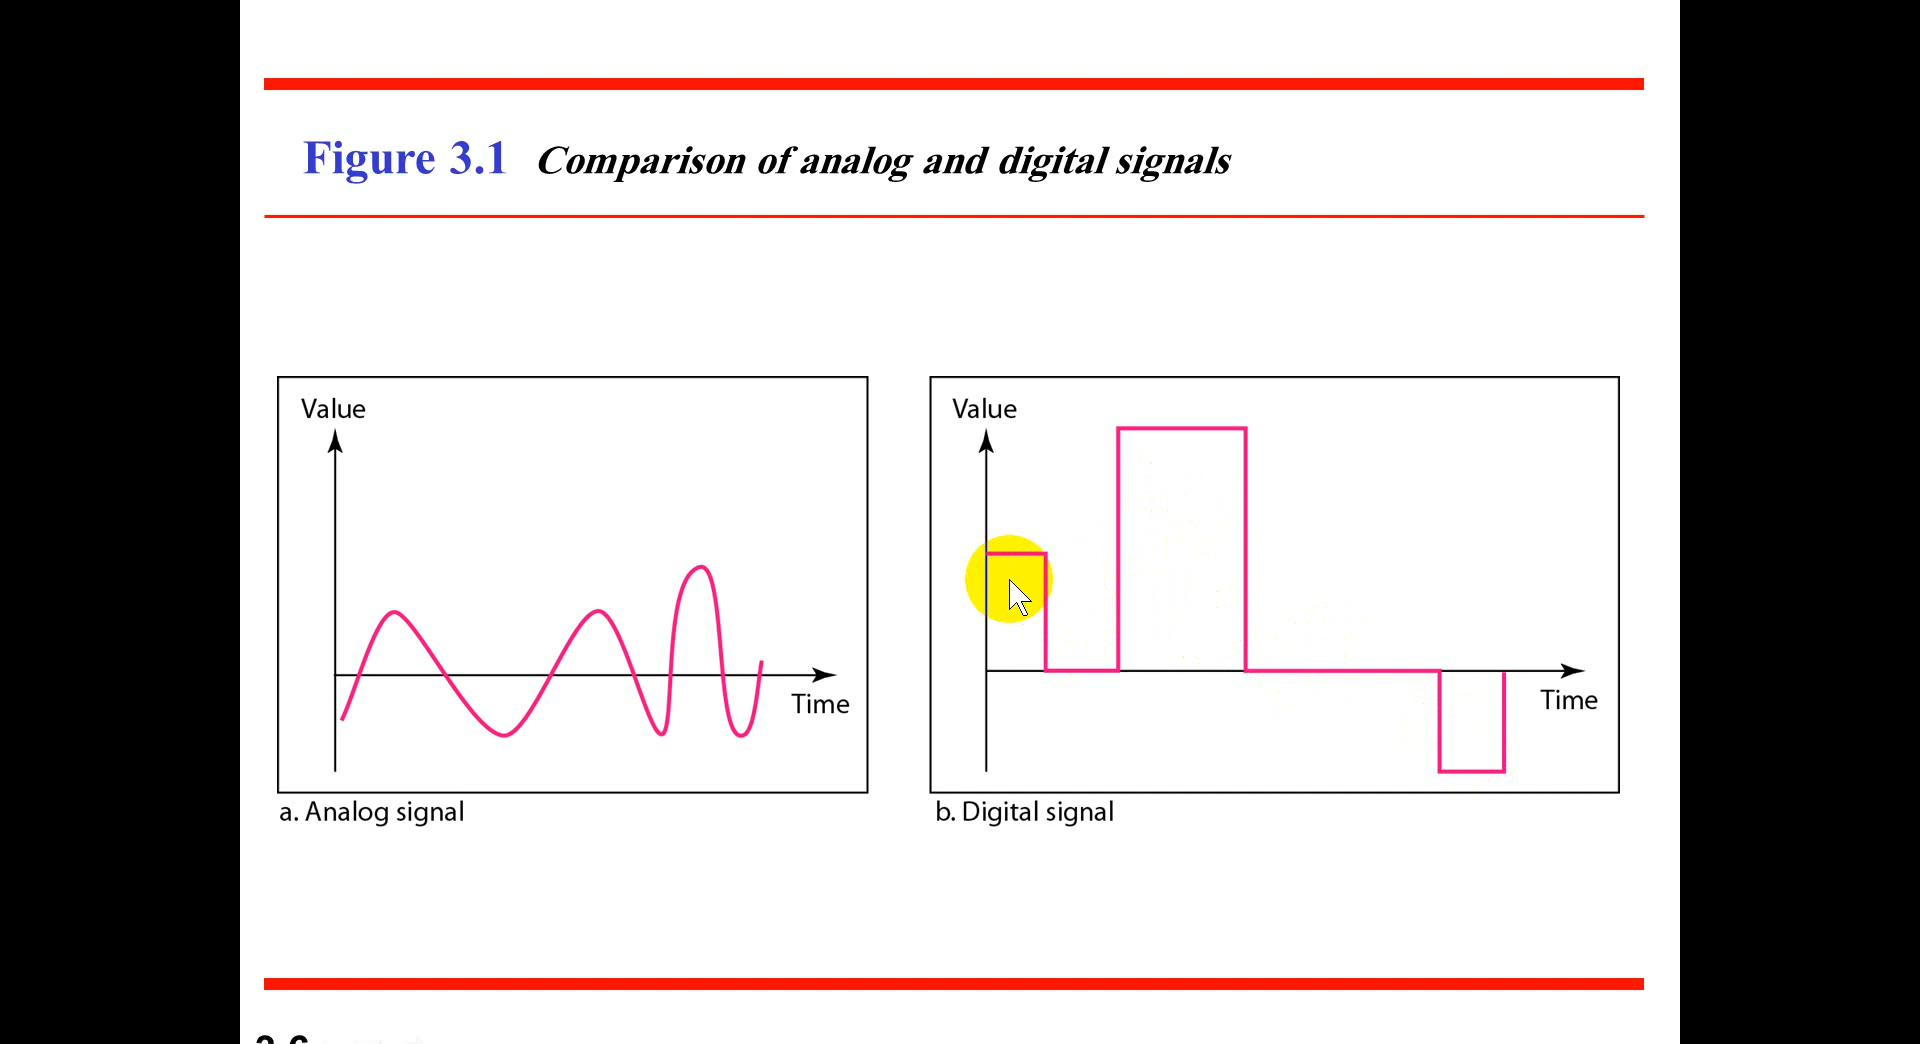 Figure 3.1 Comparison of analog and digital signals
Value
Time
a. Analog signal
Value
Time
b. Digital signal